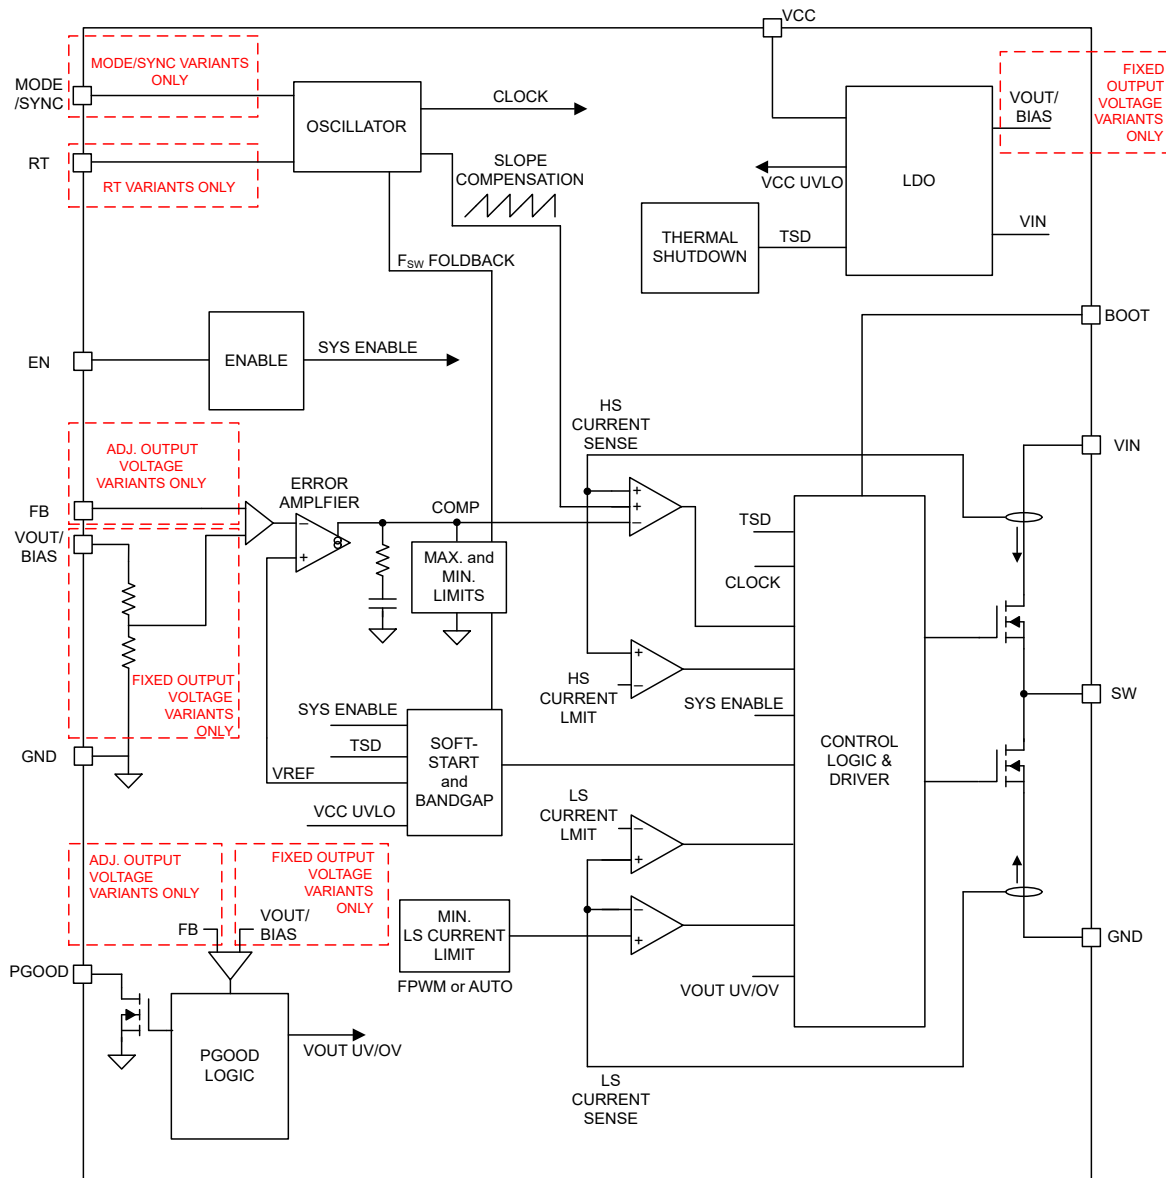 VCC
MODE/SYNC VARIANTS
ONLY
MODE
/SYNC
OSCILLATOR
CLOCK
FIXED
OUTPUT
VOLTAGE
VARIANTS
ONLY
VOUT/
BIAS
RT
RT VARIANTS ONLY
SLOPE
COMPENSATION
VCC UVLO
LDO
THERMAL
SHUTDOWN
TSD
VIN
FSW FOLDBACK
BOOT
EN
ENABLE
SYS ENABLE
HS
CURRENT
SENSE
VIN
ADJ. OUTPUT
VOLTAGE
VARIANTS ONLY
ERROR
AMPLFIER
FB
COMP
VOUT/
BIAS
−
+
+
+
−
MAX. and
MIN.
LIMITS
TSD
CLOCK
FIXED OUTPUT
VOLTAGE
VARIANTS
ONLY
+
−
HS
CURRENT
LMIT
SYS ENABLE
SW
SYS ENABLE
TSD
VREF
VCC UVLO
SOFT-
START
and
BANDGAP
CONTROL
LOGIC &
DRIVER
GND
LS
CURRENT
LMIT
−
+
ADJ. OUTPUT
VOLTAGE
VARIANTS ONLY
FIXED OUTPUT
VOLTAGE
VARIANTS
ONLY
FB
VOUT/
BIAS
MIN.
LS CURRENT
LIMIT
−
+
FPWM or AUTO
GND
PGOOD
VOUT UV/OV
PGOOD
LOGIC
VOUT UV/OV
LS
CURRENT
SENSE